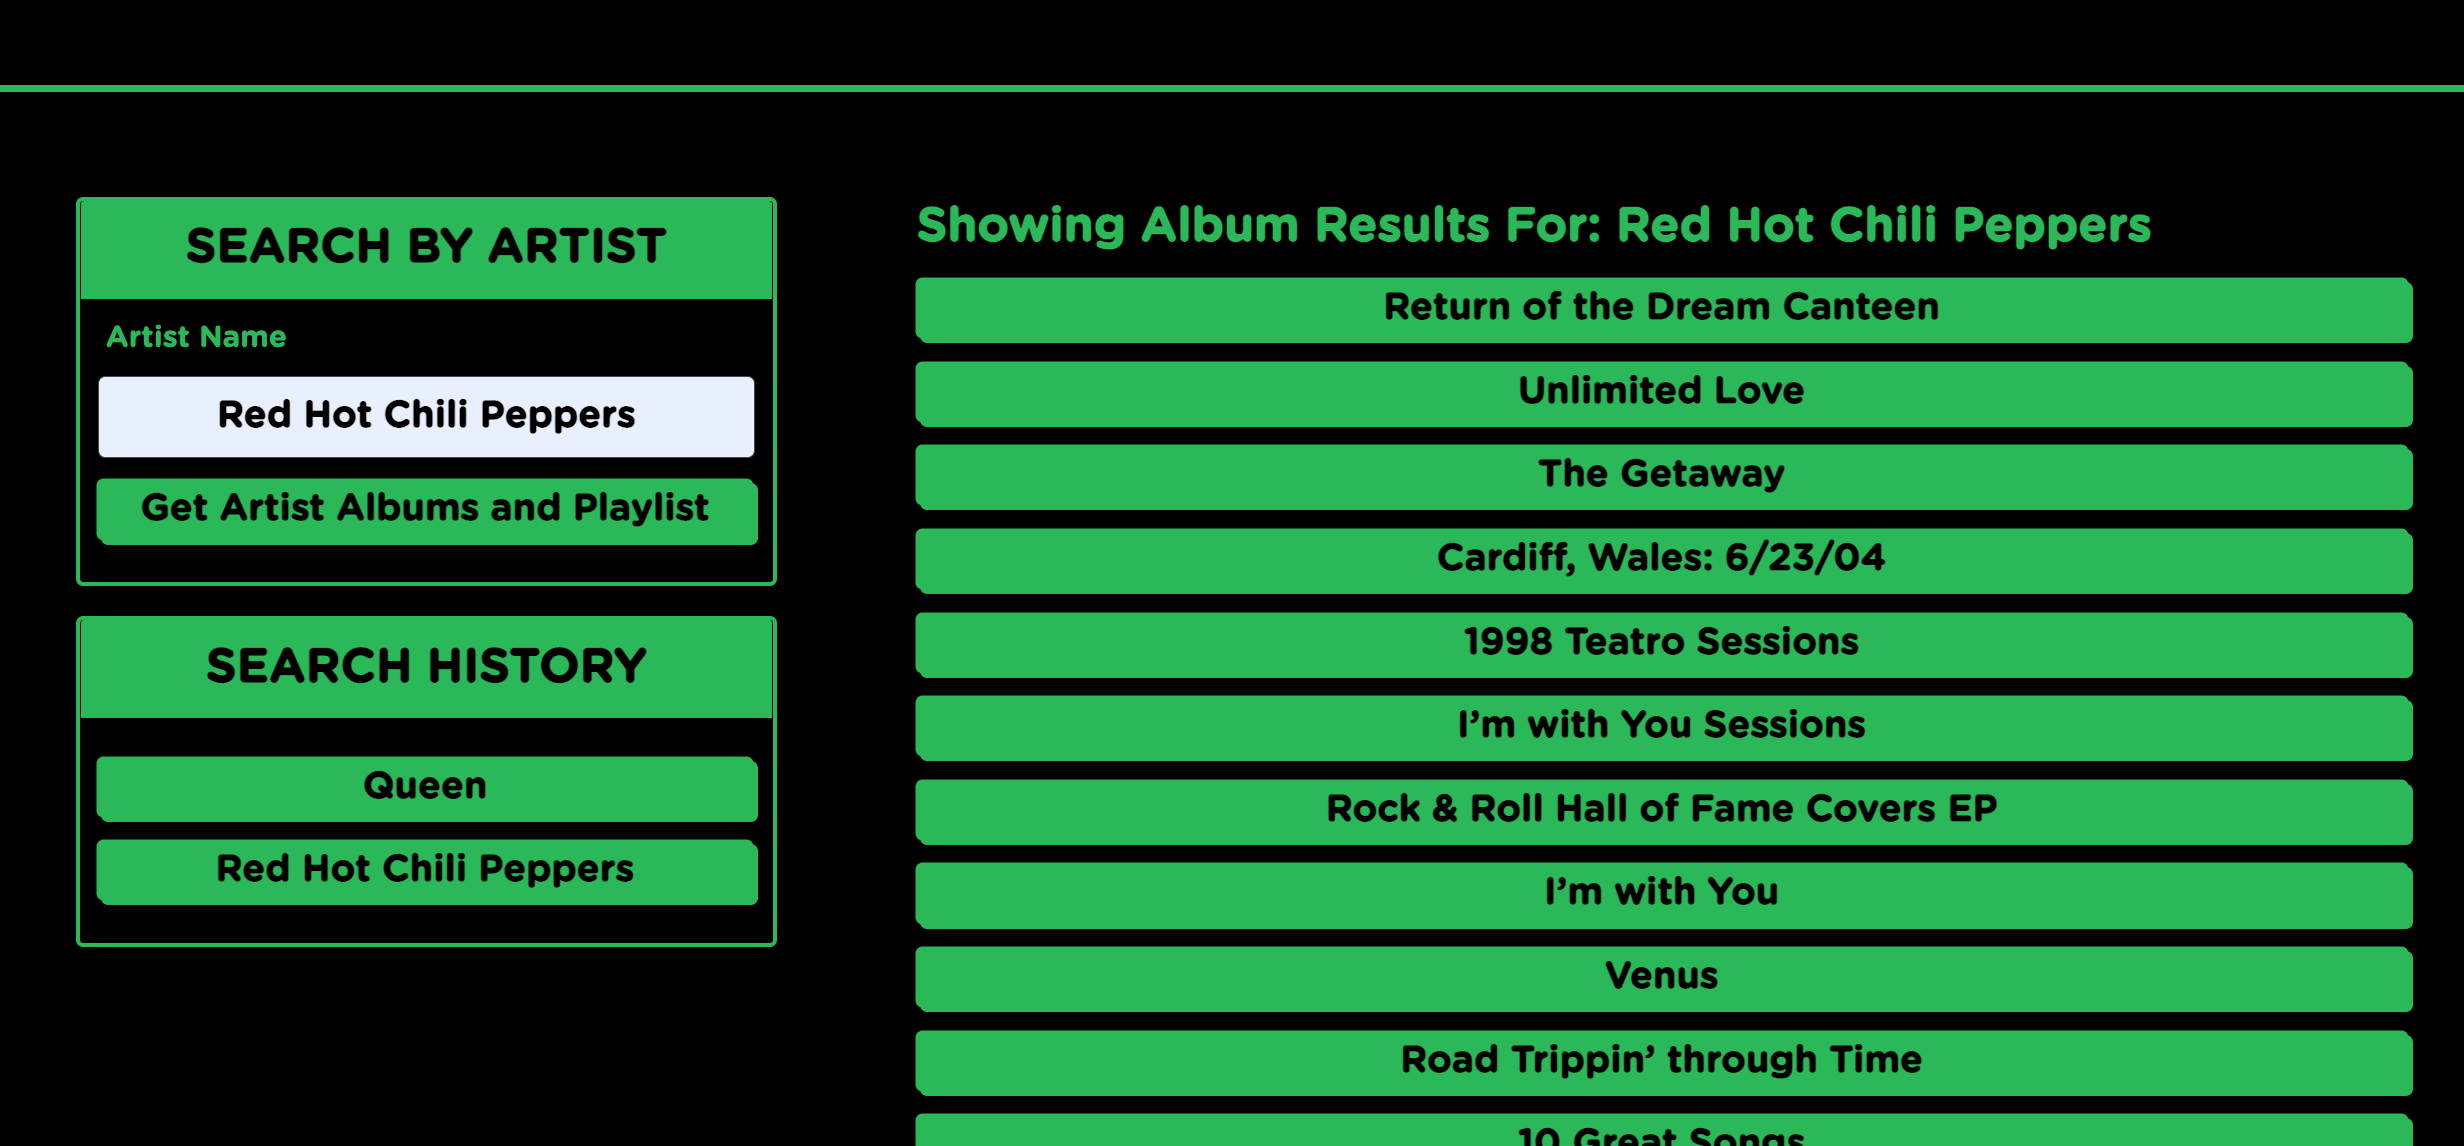 SEARCH BY ARTIST
Artist Name
Red Hot Chili Peppers
Get Artist Albums and Playlist
SEARCH HISTORY
Queen
Red Hot Chili Peppers
Showing Album Results For: Red Hot Chili Peppers
Return of the Dream Canteen
Unlimited Love
The Getaway
Cardiff, Wales: 6/23/04
1998 Teatro Sessions
I’m with You Sessions
Rock & Roll Hall of Fame Covers EP
I’m with You
Venus
Road Trippin’ through Time
10 Great Songs